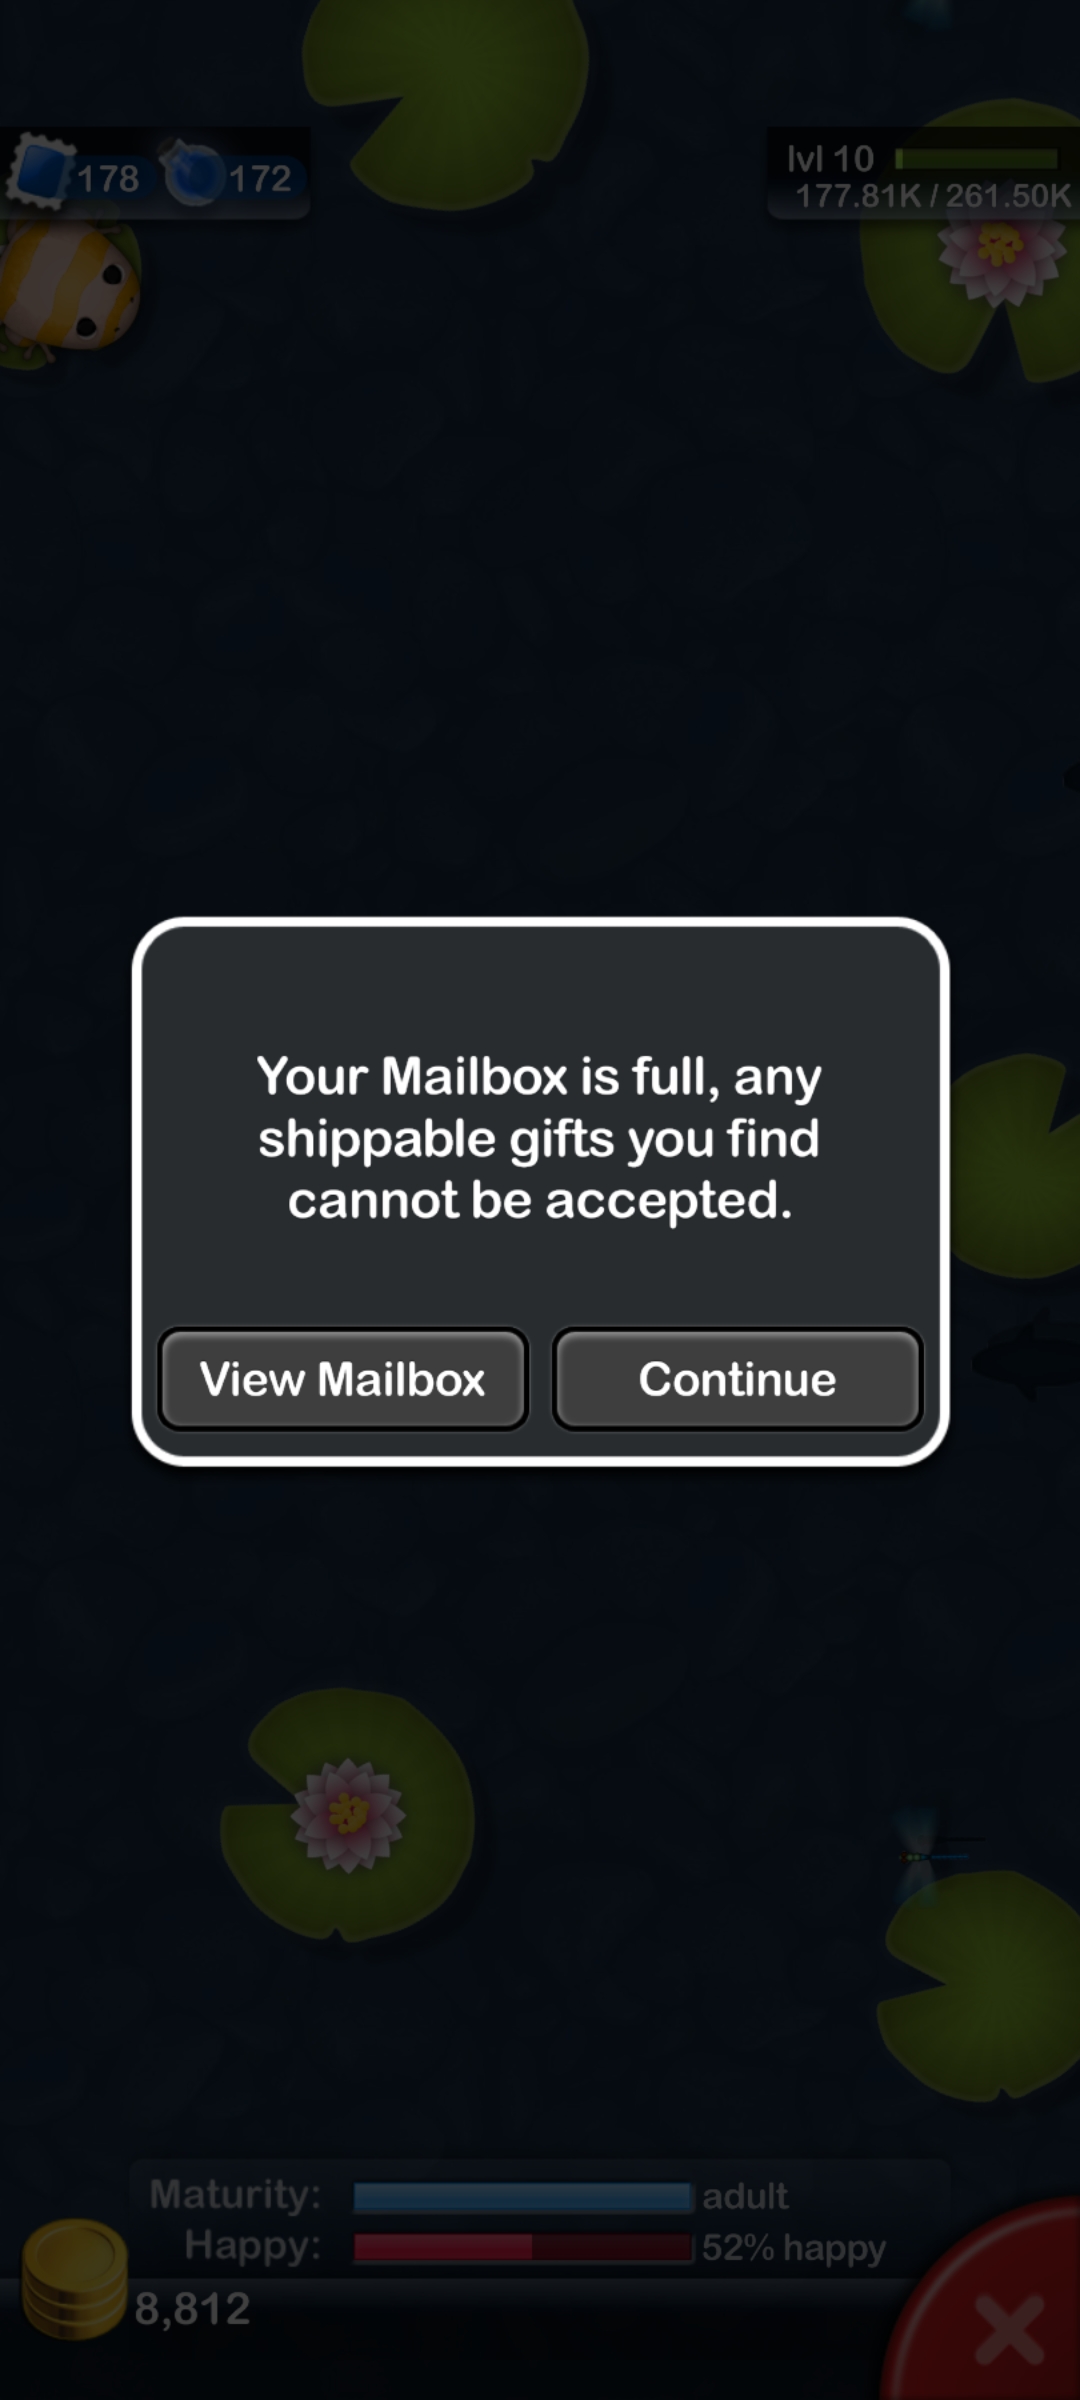 178
172
lvl 10
177.81K / 261.50K
Your Mailbox is full, any
shippable gifts you find
cannot be accepted.
View Mailbox
Continue
Maturity:
adult
Happy:
52% happy
8,812